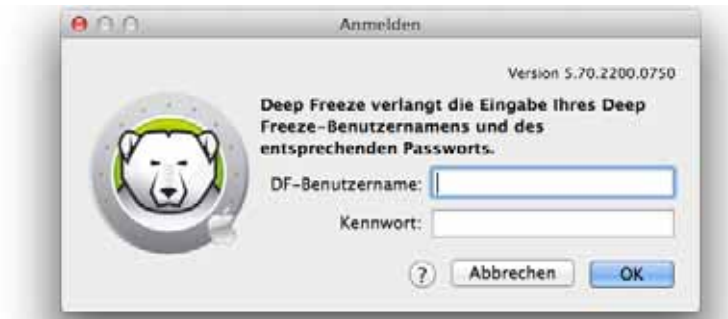 Anmelden
Version 5.70.2200.0750
Deep Freeze verlangt die Eingabe Ihres Deep
Freeze-Benutzernamens und des
entsprechenden Passworts.
DF-Benutzername:
Kennwort:
? Abbrechen OK